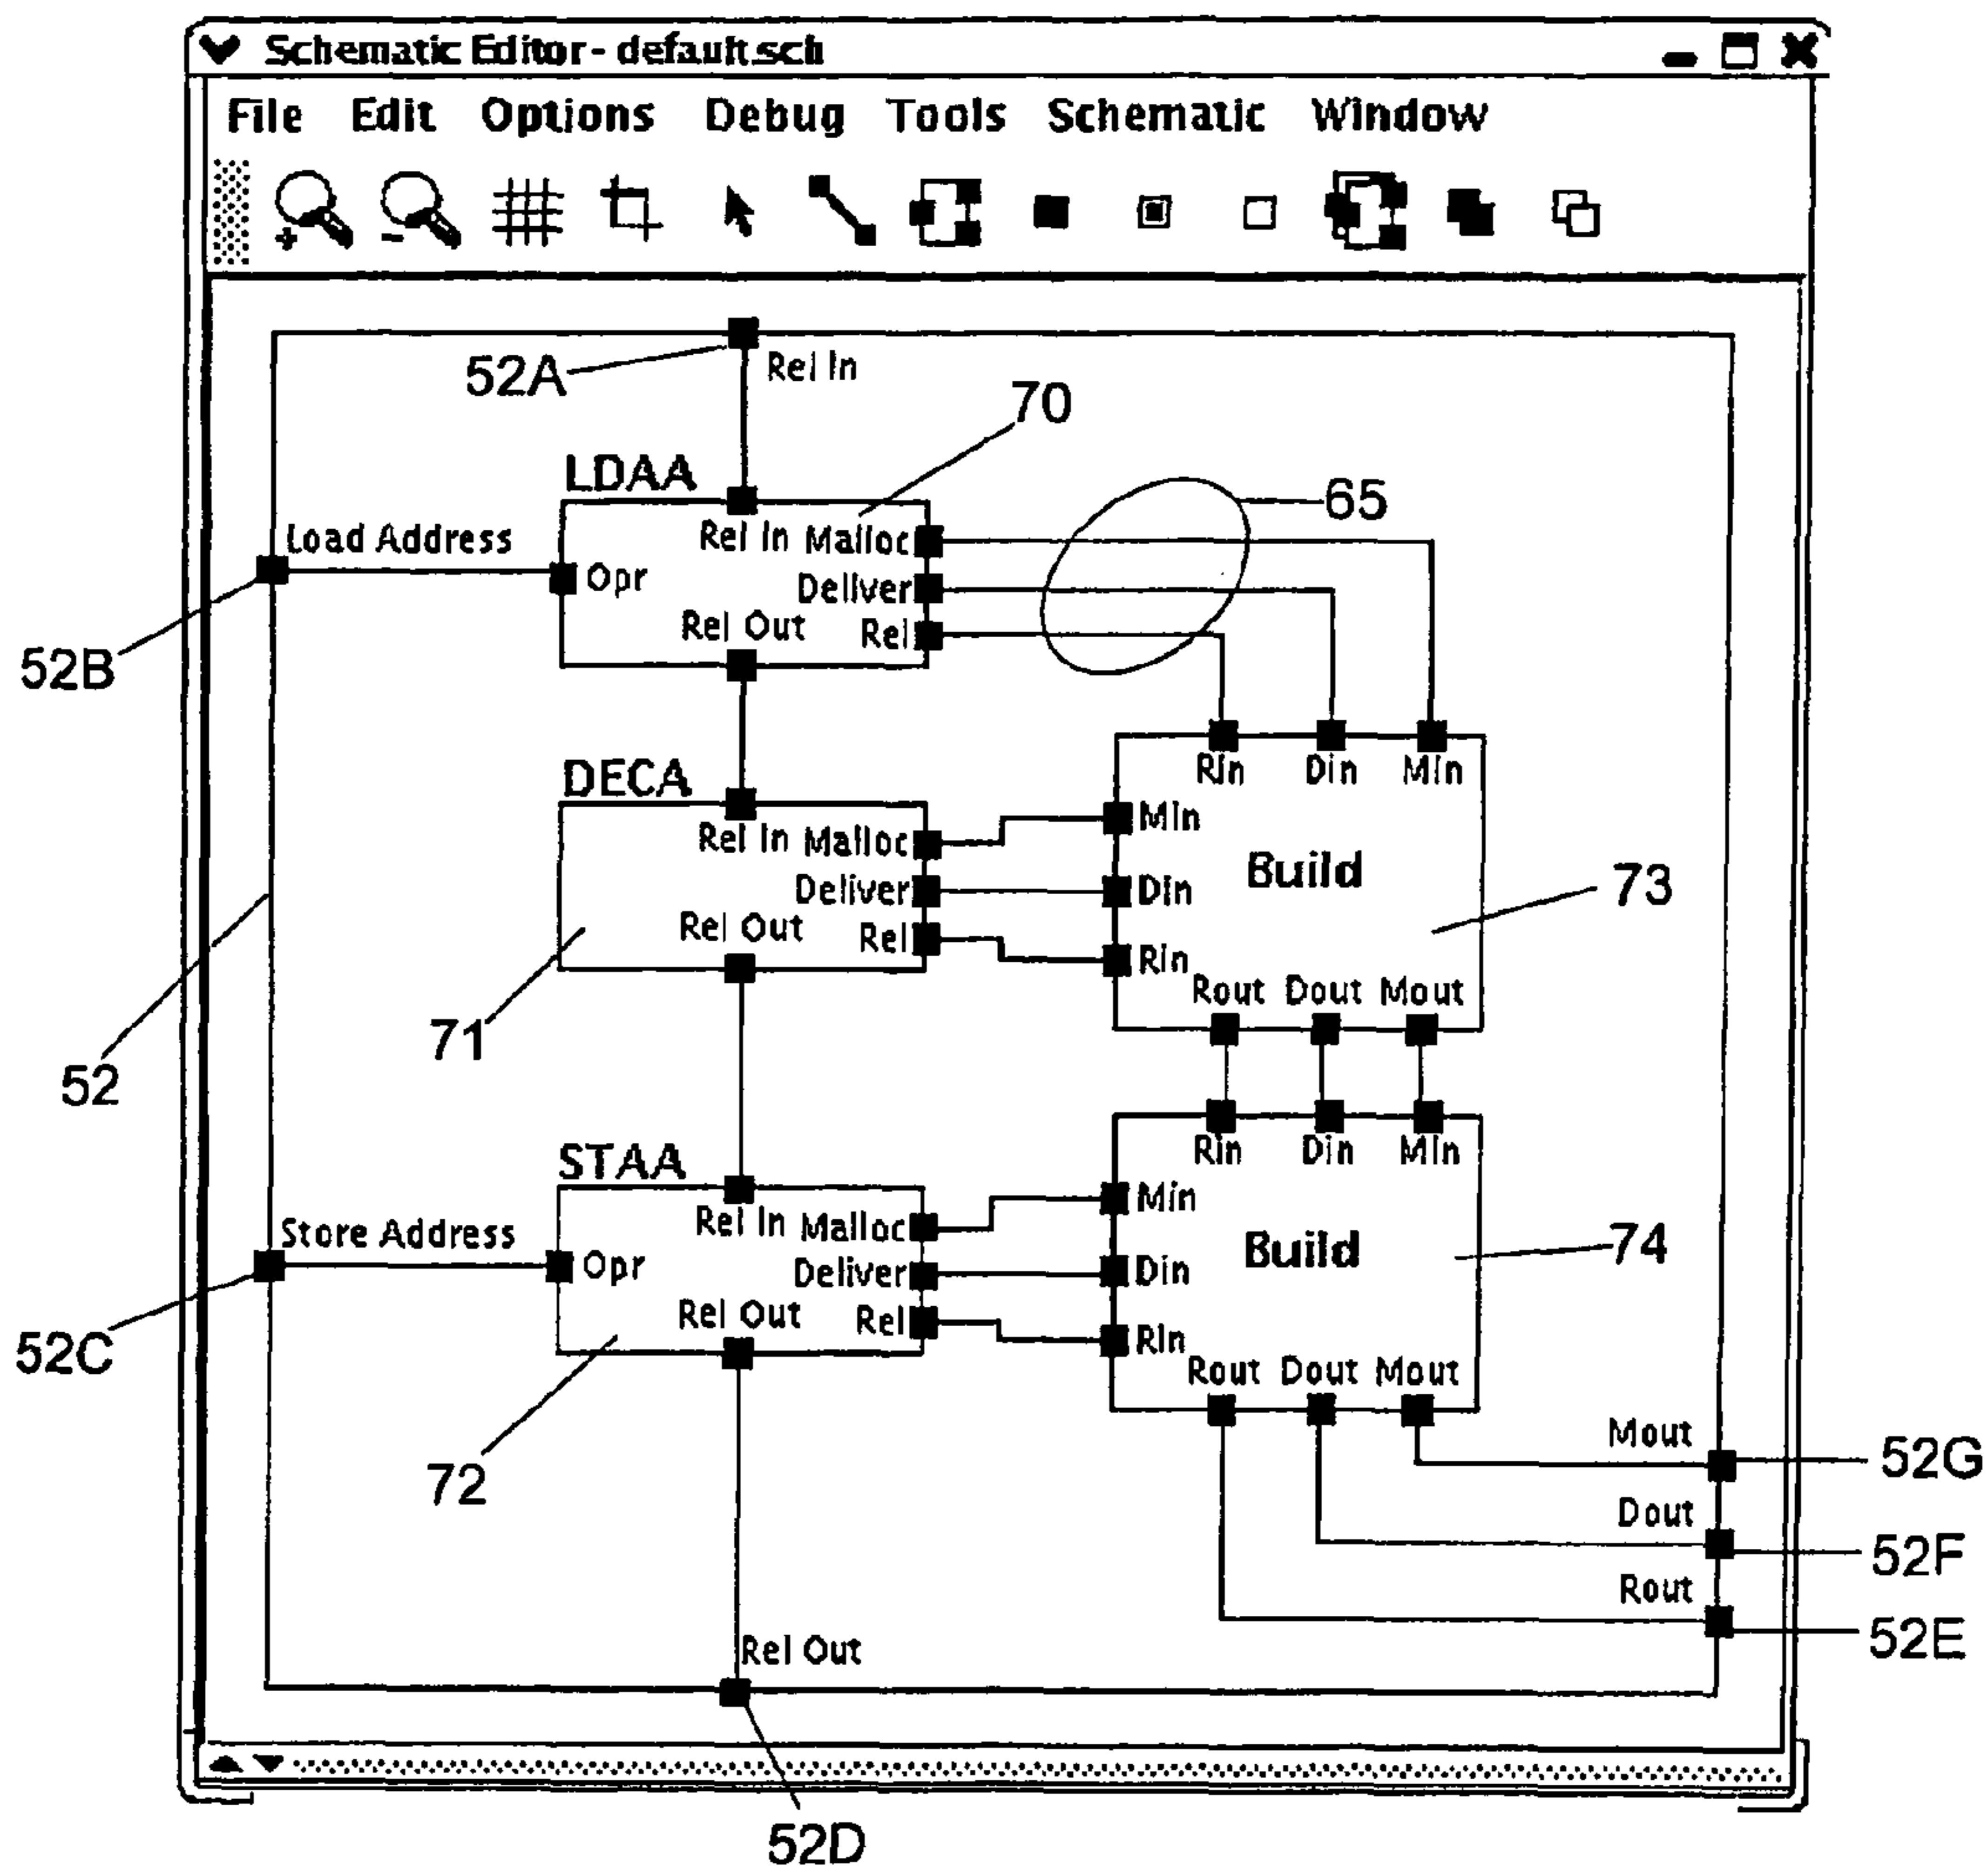 Schematic Editor - default.sch
File Edit Options Debug Tools Schematic Window
52A
Rel In
70
LDAA
65
Load Address
Rel In Malloc
Opr
Deliver
Rel Out
Rel
52B
Rin Din Min
DECA
Rel In Malloc
Min
Build
73
Deliver
Din
Rel Out
Rel
Rin
Rout Dout Mout
71
52
Rin Din Min
STAA
Rel In Malloc
Min
Store Address
Build
74
Opr
Deliver
Din
Rel Out
Rel
Rin
52C
Rout Dout Mout
Mout
52G
72
Dout
52F
Rout
52E
Rel Out
52D